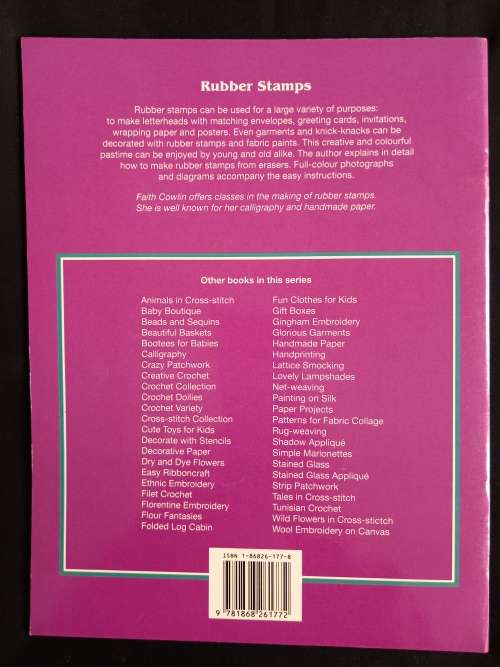 Rubber Stamps
Rubber stamps can be used for a large variety of purposes:
to make letterheads with matching envelopes, greeting cards, invitations,
wrapping paper and posters. Even garments and knick-knacks can be
decorated with rubber stamps and fabric paints. This creative and colourful
pastime can be enjoyed by young and old alike. The author explains in detail
how to make rubber stamps from erasers. Full-colour photographs
and diagrams accompany the easy instructions.
Faith Cowlin offers classes in the making of rubber stamps.
She is well known for her calligraphy and handmade paper.
Other books in this series
Animals in Cross-stitch
Baby Boutique
Beads and Sequins
Beautiful Baskets
Bootees for Babies
Calligraphy
Crazy Patchwork
Creative Crochet
Crochet Collection
Crochet Doilies
Crochet Variety
Cross-stitch Collection
Cute Toys for Kids
Decorate with Stencils
Decorative Paper
Dry and Dye Flowers
Easy Ribboncraft
Ethnic Embroidery
Filet Crochet
Florentine Embroidery
Flour Fantasies
Folded Log Cabin
Fun Clothes for Kids
Gift Boxes
Gingham Embroidery
Glorious Garments
Handmade Paper
Handprinting
Lattice Smocking
Lovely Lampshades
Net-weaving
Painting on Silk
Paper Projects
Patterns for Fabric Collage
Rug-weaving
Shadow Appliqué
Simple Marionettes
Stained Glass
Stained Glass Appliqué
Strip Patchwork
Tales in Cross-stitch
Tunisian Crochet
Wild Flowers in Cross-stictch
Wool Embroidery on Canvas
ISBN 1-86826-177-8
9 781868 261772